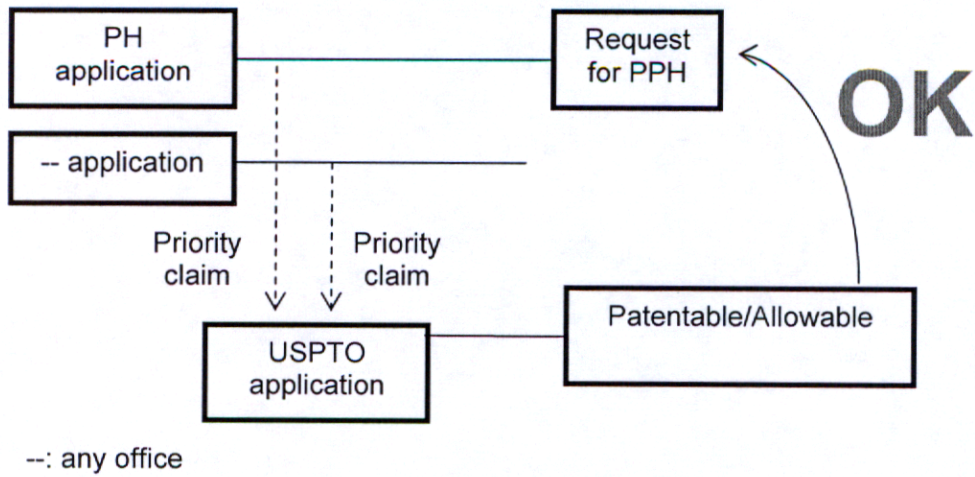 PH
application
Request
for PPH
OK
-- application
Priority
claim
Priority
claim
USPTO
application
Patentable/Allowable
--: any office